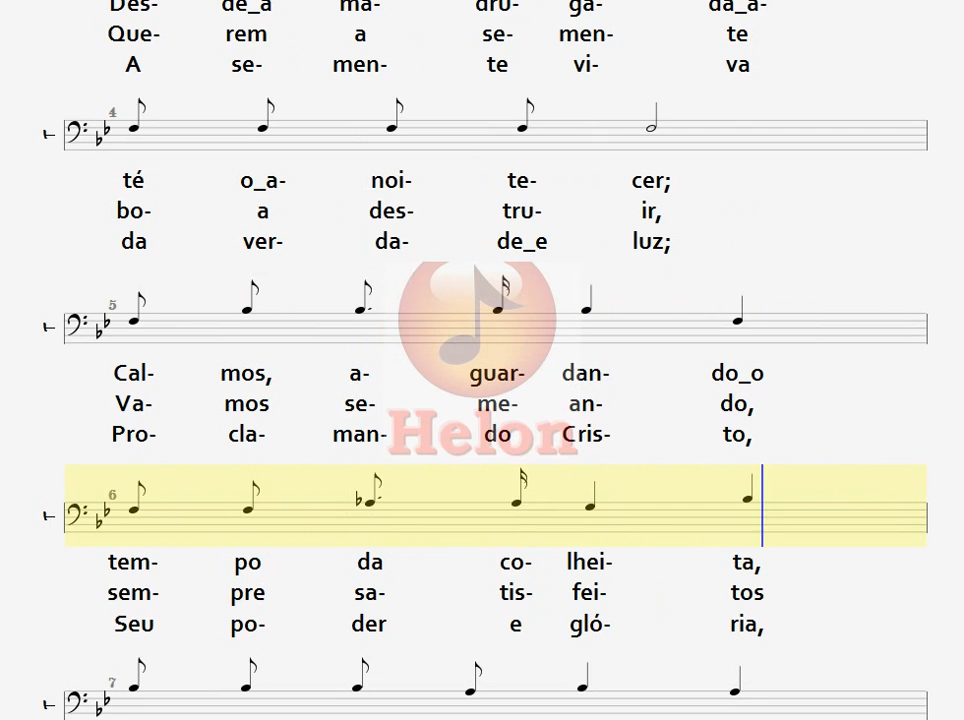 Des- de_a ma- dru- ga- da_a-
Que- rem a se- men- te
A se- men- te vi- va
4
T
té o_a- noi- te- cer;
bo- a des- tru- ir,
da ver- da- de_e luz;
5
T
Cal- mos, a- guar- dan- do_o
Va- mos se- me- an- do,
Pro- cla- man- do Cris- to,
Helon
6
T
tem- po da co- lhei- ta,
sem- pre sa- tis- fei- tos
Seu po- der e gló- ria,
7
T